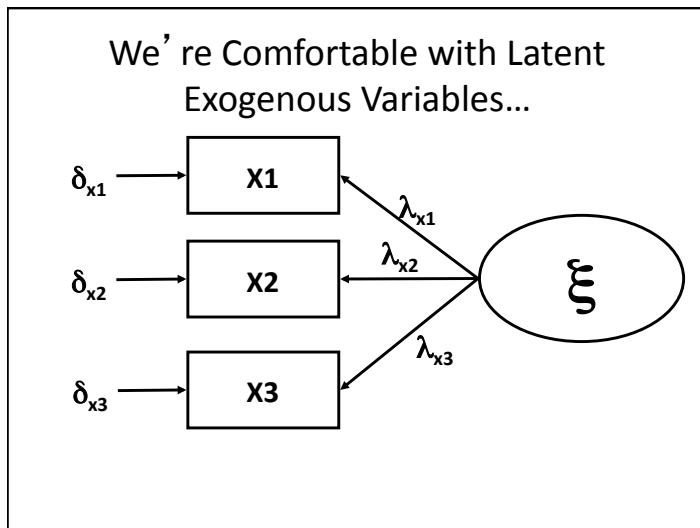 We’ re Comfortable with Latent
Exogenous Variables…
δx1
X1
λx1
δx2
X2
λx2
ξ
δx3
X3
λx3